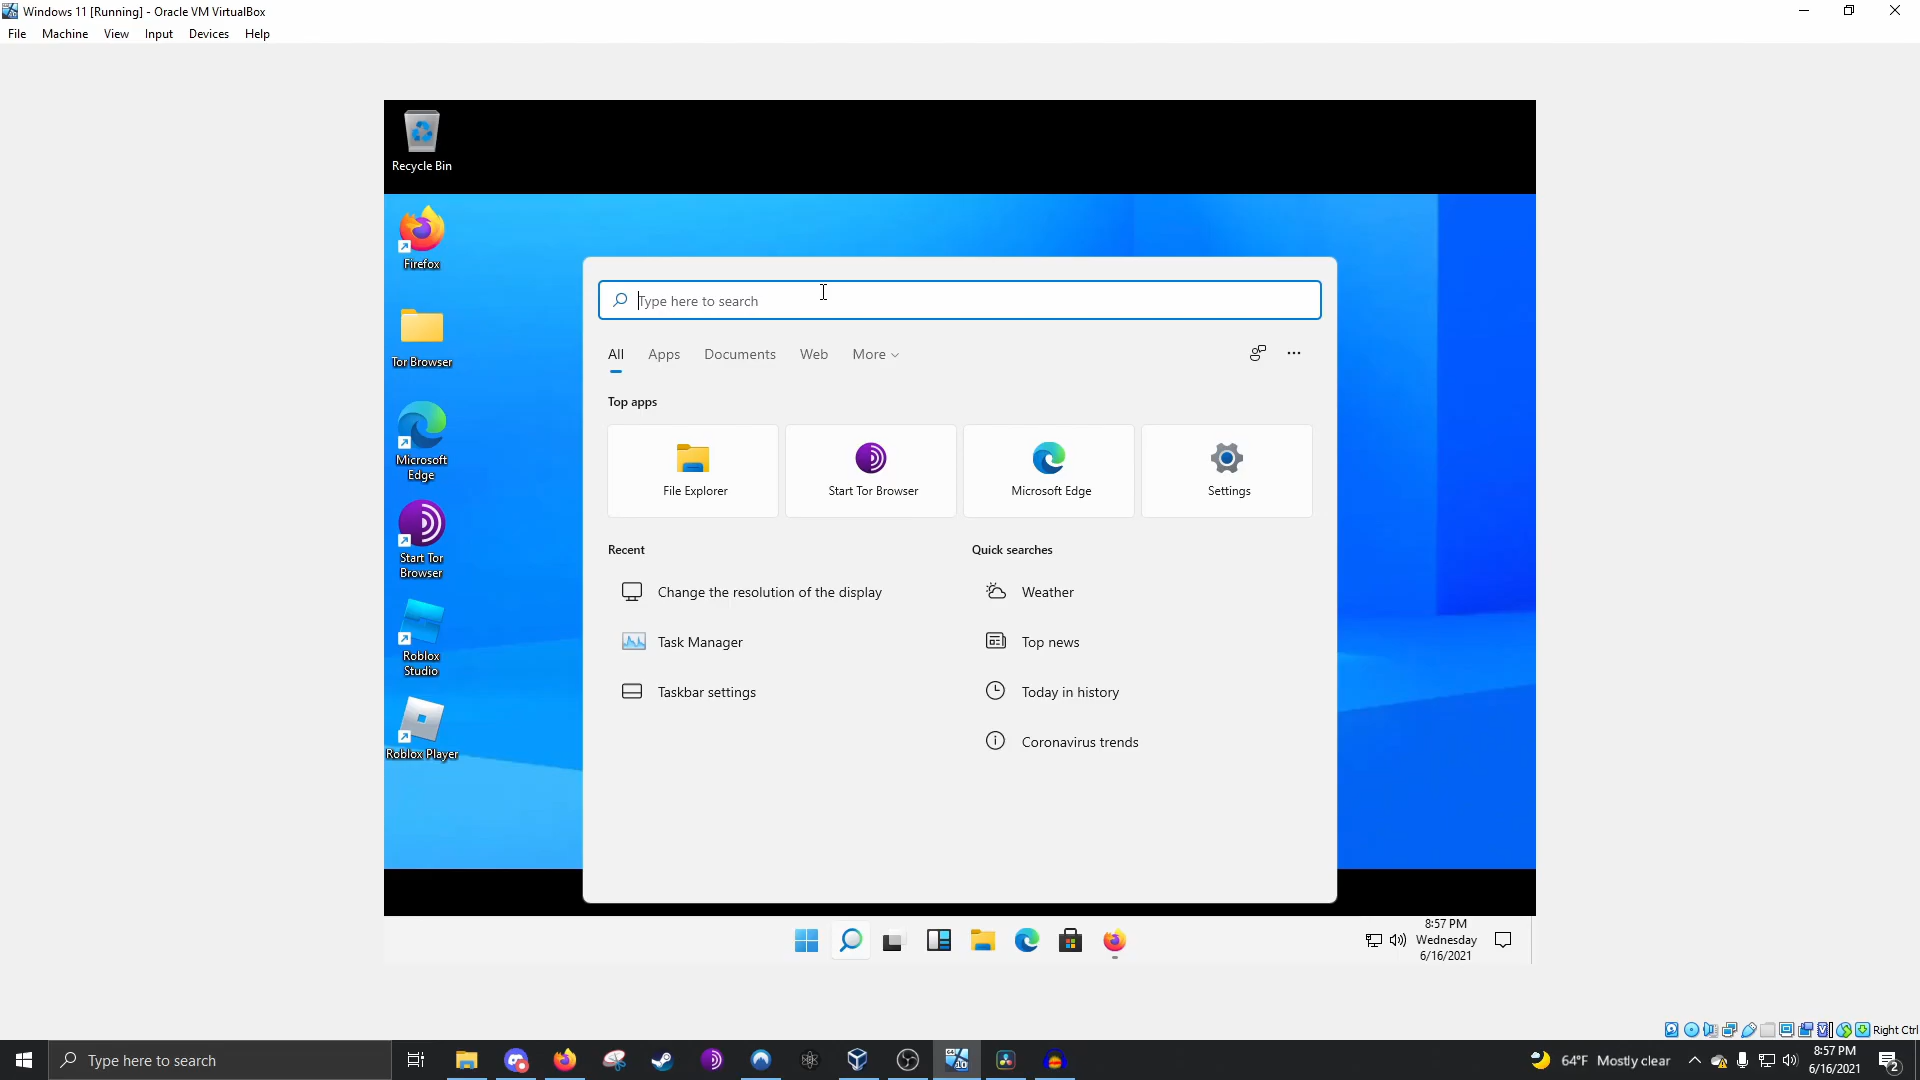 Windows 11 [Running] - Oracle VM VirtualBox
File Machine View Input Devices Help
Recycle Bin
Firefox
Tor Browser
Microsoft
Edge
Start Tor
Browser
Roblox
Studio
Roblox Player
Type here to search
All Apps Documents Web More
Top apps
File Explorer
Start Tor Browser
Microsoft Edge
Settings
Recent
Change the resolution of the display
Task Manager
Taskbar settings
Quick searches
Weather
Top news
Today in history
Coronavirus trends
8:57 PM
Wednesday
6/16/2021
Right Ctrl
Type here to search
64°F Mostly clear
8:57 PM
6/16/2021
2